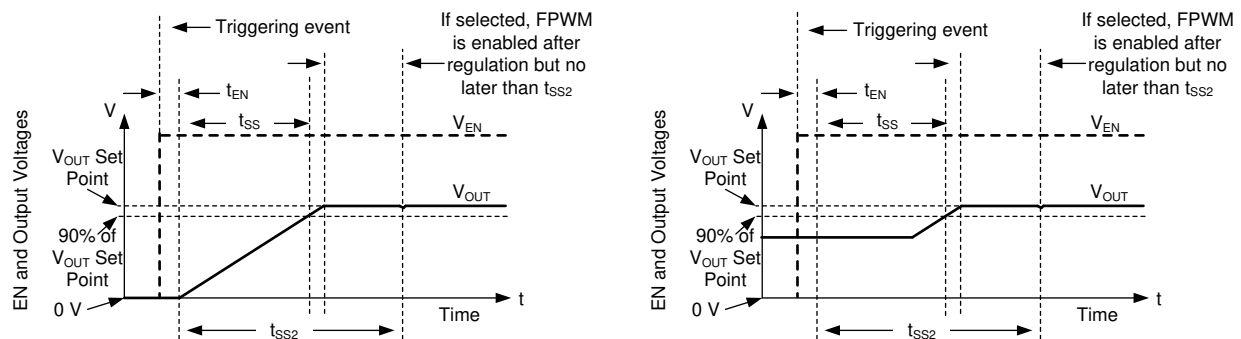 Triggering event
If selected, FPWM
is enabled after
regulation but no
later than tSS2
tEN
V
tSS
VEN
VOUT Set
Point
VOUT
90% of
VOUT Set
Point
0 V
t
Time
tSS2
EN and Output Voltages
Triggering event
If selected, FPWM
is enabled after
regulation but no
later than tSS2
tEN
V
tSS
VEN
VOUT Set
Point
VOUT
90% of
VOUT Set
Point
0 V
t
Time
tSS2
EN and Output Voltages